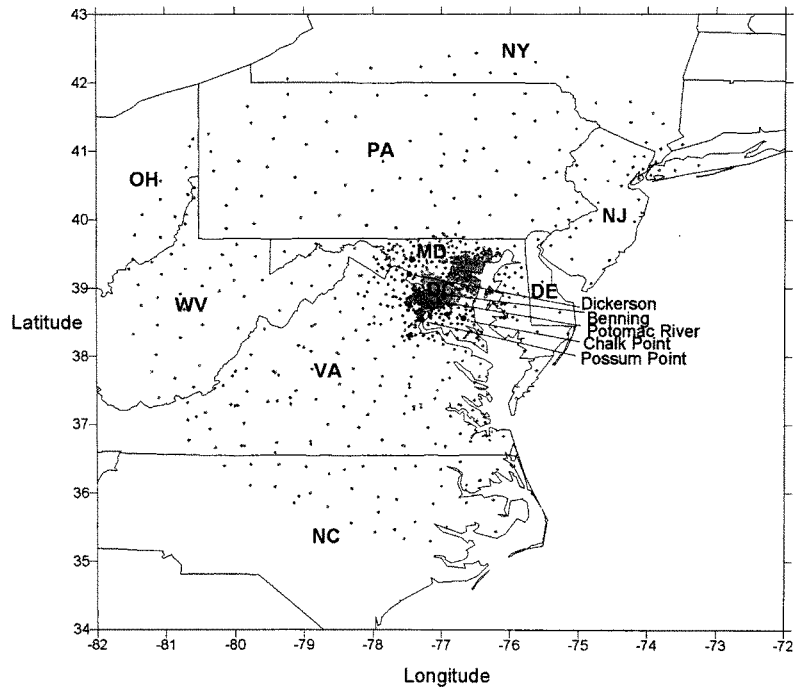 43
NY
42
41
PA
OH
40
NJ
MD
39
DC
DE
WV
Dickerson
Benning
Latitude
Potomac River
Chalk Point
38
Possum Point
VA
37
36
NC
35
34
-82 -81 -80 -79 -78 -77 -76 -75 -74 -73 -72
Longitude